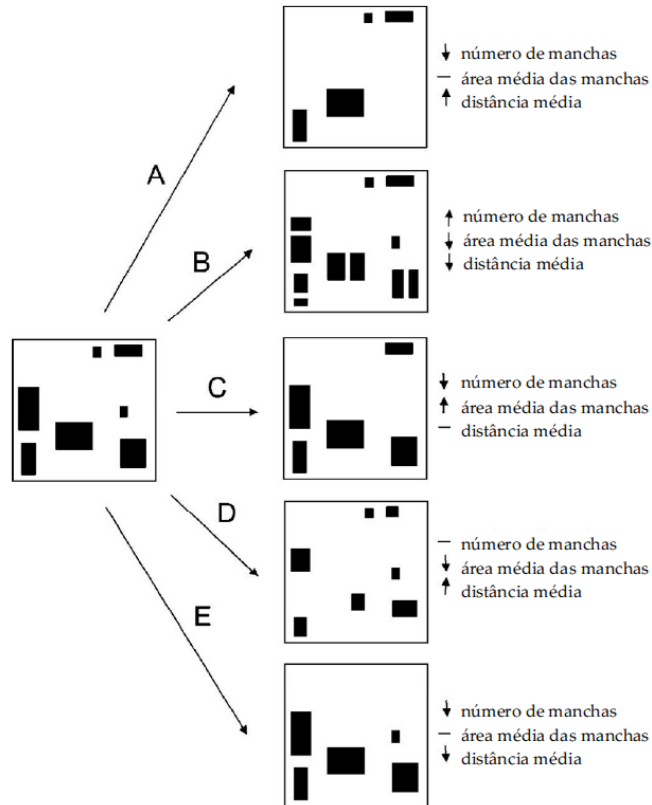 A
↓ número de manchas
— área média das manchas
↑ distância média
B
↑ número de manchas
↓ área média das manchas
↓ distância média
C
↓ número de manchas
↑ área média das manchas
— distância média
D
— número de manchas
↓ área média das manchas
↑ distância média
E
↓ número de manchas
— área média das manchas
↓ distância média